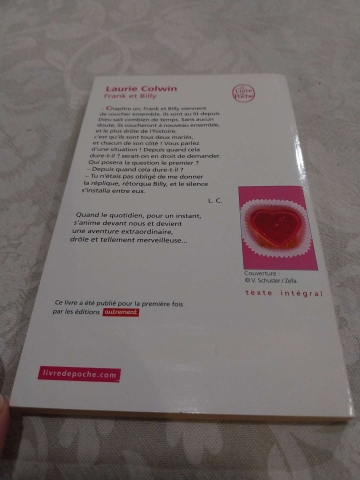 Laurie Colwin
Frank et Billy
Le Livre
de
Poche
– Chapitre un, Frank et Billy viennent
de coucher ensemble. Ils sont au lit depuis
Dieu sait combien de temps. Sans aucun
doute, ils coucheront à nouveau ensemble,
et le plus drôle de l'histoire,
c'est qu'ils sont tous deux mariés,
et chacun de son côté ! Vous parlez
d'une situation ! Depuis quand cela
dure-t-il ? serait-on en droit de demander.
Qui posera la question le premier ?
– Depuis quand cela dure-t-il ?
– Tu n'étais pas obligé de me donner
la réplique, rétorqua Billy, et le silence
s'installa entre eux.
L. C.
Quand le quotidien, pour un instant,
s'anime devant nous et devient
une aventure extraordinaire,
drôle et tellement merveilleuse...
Couverture :
© V. Schuster / Zefa.
texte intégral
Ce livre a été publié pour la première fois
par les éditions autrement.
livredepoche.com